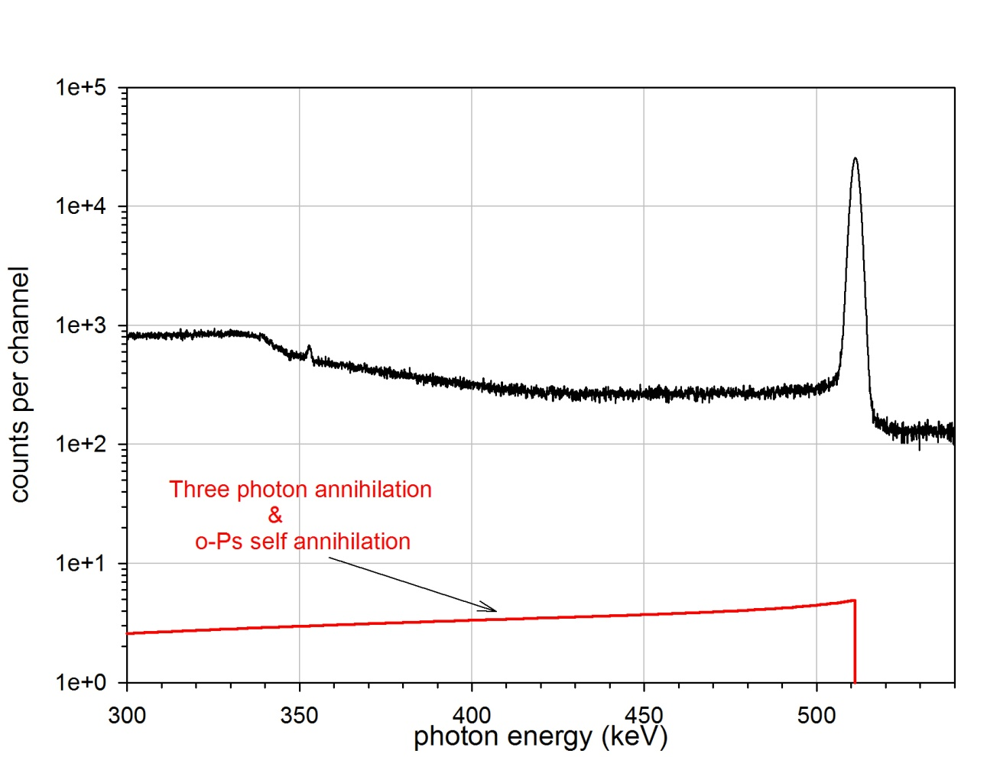 1e+5
1e+4
1e+3
1e+2
1e+1
1e+0
counts per channel
Three photon annihilation
&
o-Ps self annihilation
300 350 400 450 500
photon energy (keV)